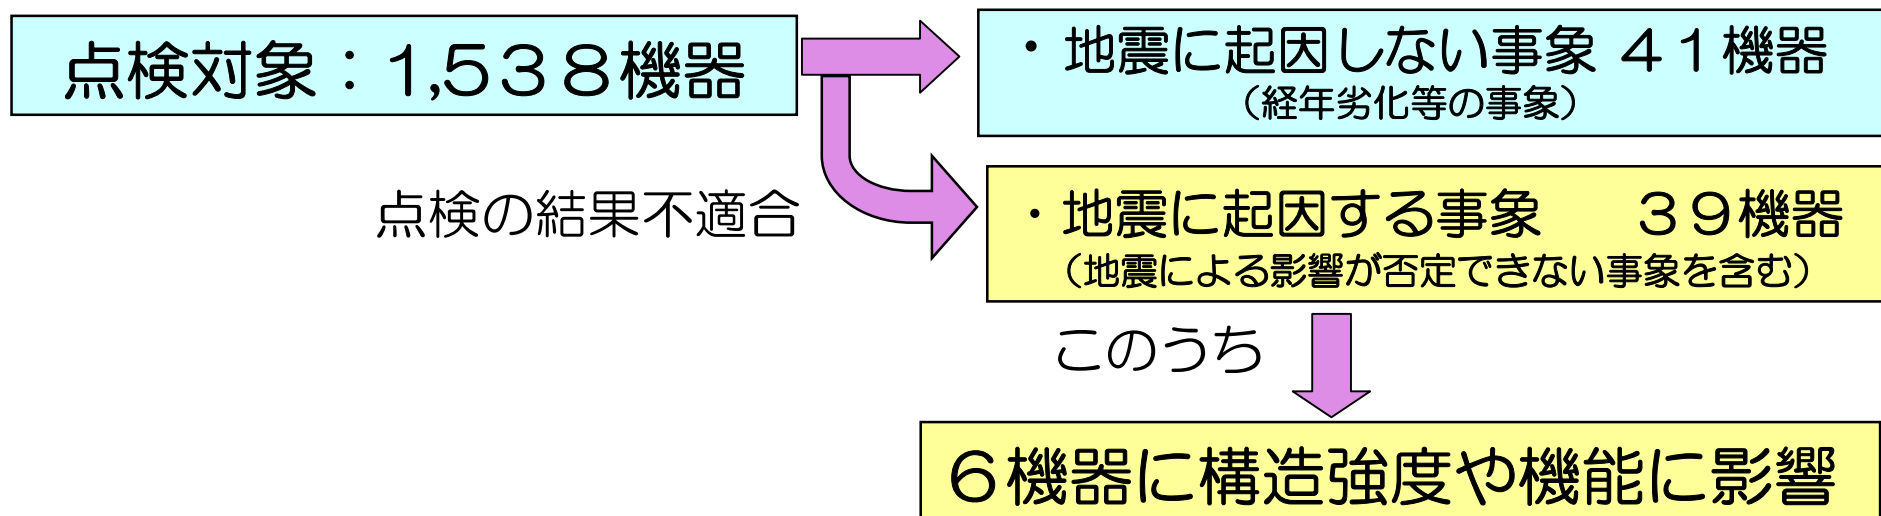 点検対象：１,５３８機器
・地震に起因しない事象 ４１機器
（経年劣化等の事象）
点検の結果不適合
・地震に起因する事象　　３９機器
（地震による影響が否定できない事象を含む）
このうち
６機器に構造強度や機能に影響